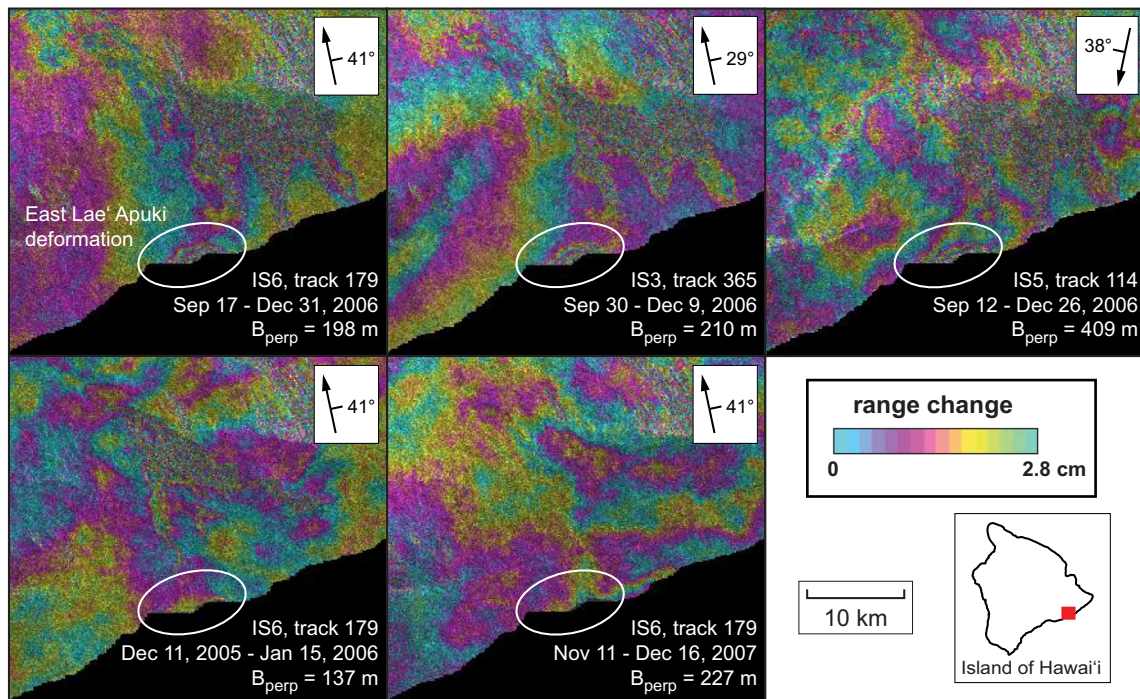 41°
29°
38°
East Lae‘ Apuki
deformation
IS6, track 179
Sep 17 - Dec 31, 2006
Bperp = 198 m
IS3, track 365
Sep 30 - Dec 9, 2006
Bperp = 210 m
IS5, track 114
Sep 12 - Dec 26, 2006
Bperp = 409 m
41°
41°
IS6, track 179
Dec 11, 2005 - Jan 15, 2006
Bperp = 137 m
IS6, track 179
Nov 11 - Dec 16, 2007
Bperp = 227 m
range change
0
2.8 cm
10 km
Island of Hawai‘i